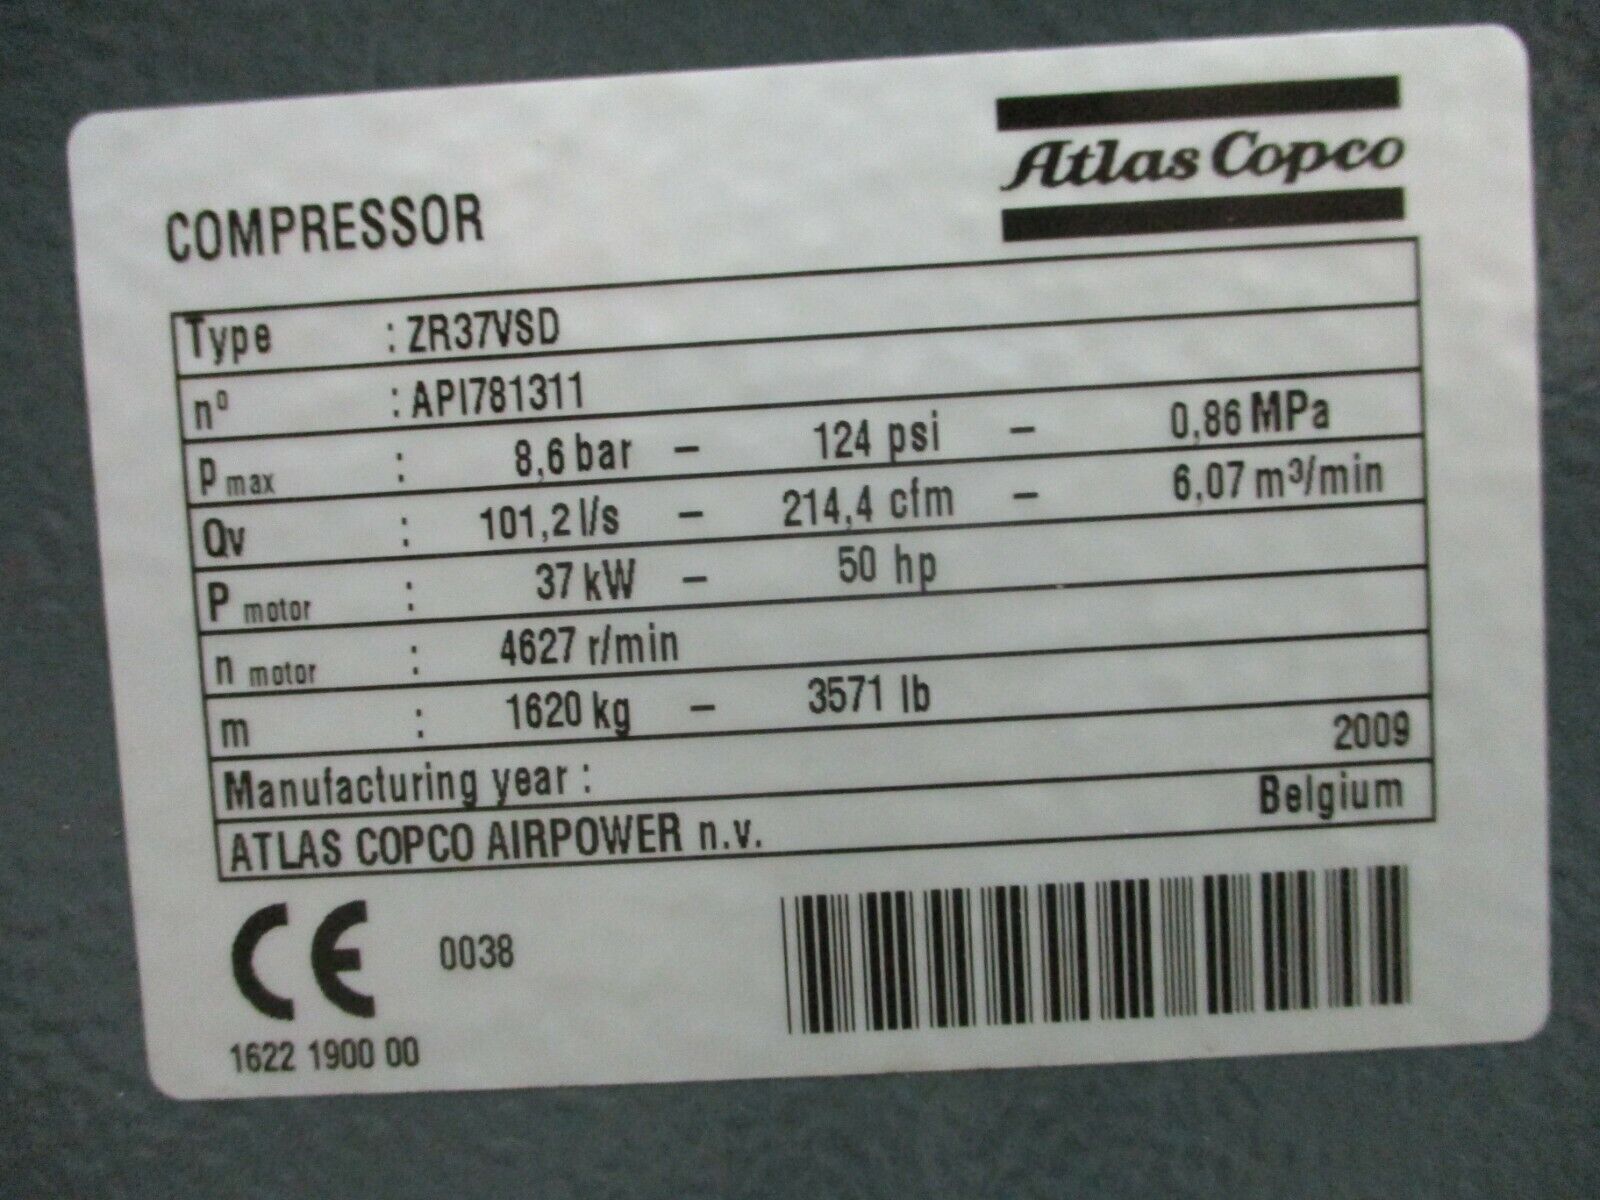 Atlas Copco
COMPRESSOR
Type : ZR37VSD
nº : API781311
P max : 8,6 bar – 124 psi – 0,86 MPa
Qv : 101,2 l/s – 214,4 cfm – 6,07 m³/min
P motor : 37 kW – 50 hp
n motor : 4627 r/min
m : 1620 kg – 3571 lb
Manufacturing year : 2009
ATLAS COPCO AIRPOWER n.v. Belgium
CE 0038
1622 1900 00